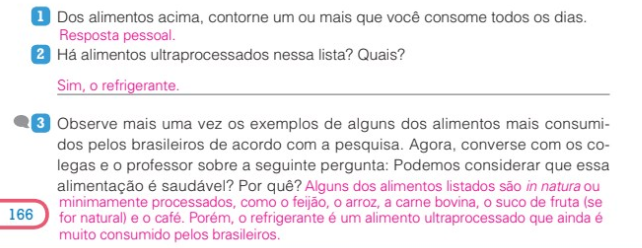 1 Dos alimentos acima, contorne um ou mais que você consome todos os dias.
Resposta pessoal.
2 Há alimentos ultraprocessados nessa lista? Quais?
Sim, o refrigerante.
3 Observe mais uma vez os exemplos de alguns dos alimentos mais consumi-
dos pelos brasileiros de acordo com a pesquisa. Agora, converse com os co-
legas e o professor sobre a seguinte pergunta: Podemos considerar que essa
alimentação é saudável? Por quê? Alguns dos alimentos listados são in natura ou
minimamente processados, como o feijão, o arroz, a carne bovina, o suco de fruta (se
for natural) e o café. Porém, o refrigerante é um alimento ultraprocessado que ainda é
muito consumido pelos brasileiros.
166